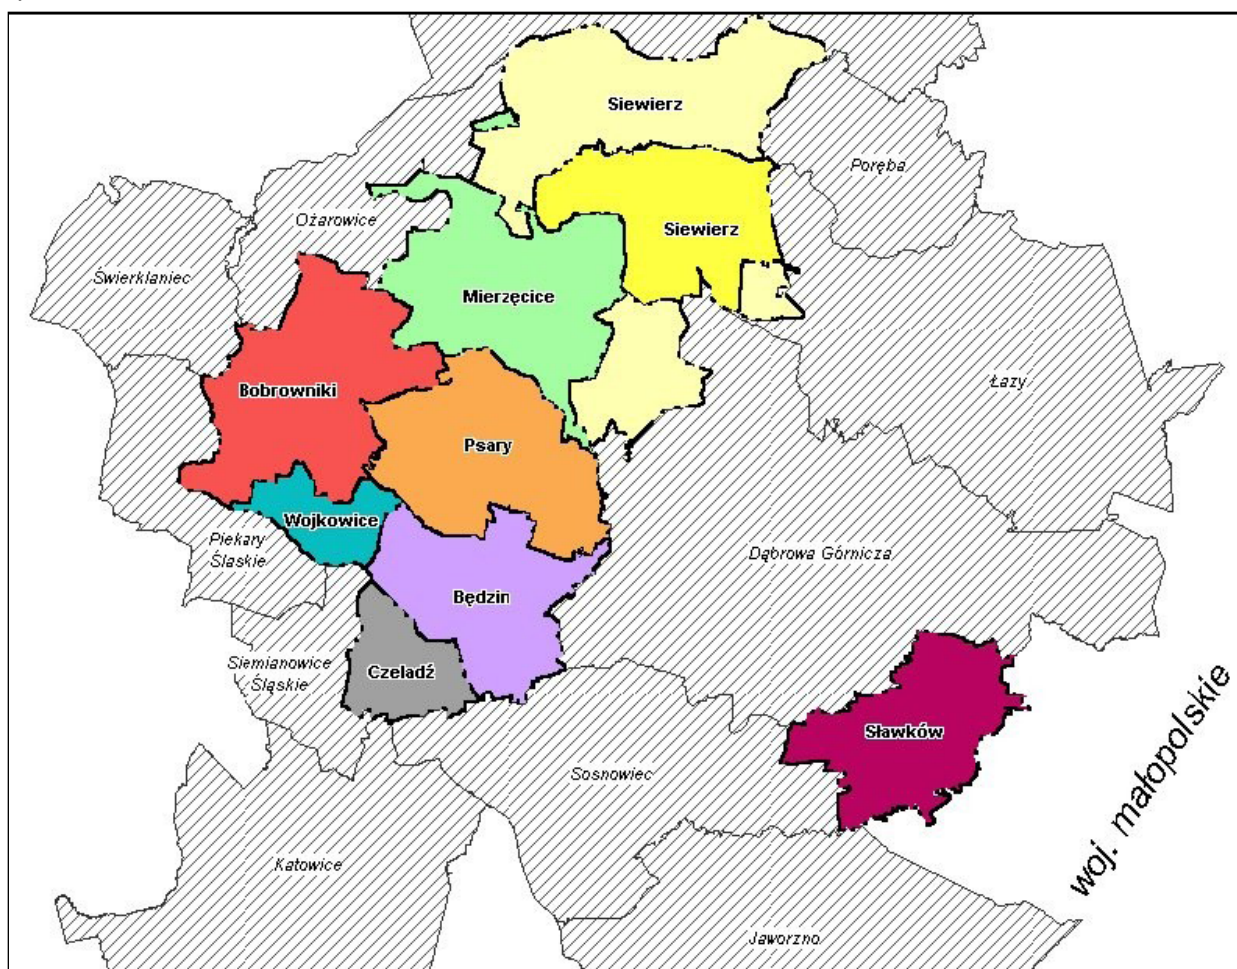 Siewierz
Poręba
Ożarowice
Siewierz
Świerklaniec
Mierzęcice
Bobrowniki
Łazy
Psary
Wojkowice
Piekary
Śląskie
Dąbrowa Górnicza
Będzin
Siemianowice
Śląskie
Czeladź
Sławków
Sosnowiec
woj. małopolskie
Katowice
Jaworzno